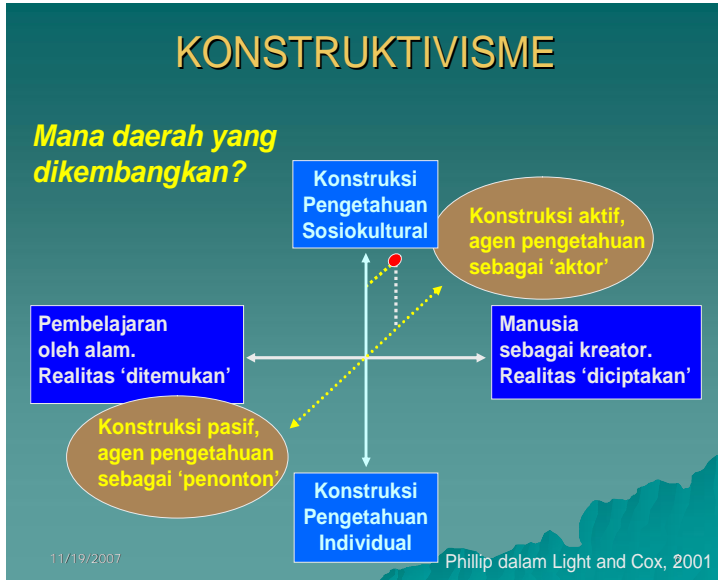 KONSTRUKTIVISME
Mana daerah yang
dikembangkan?
Konstruksi
Pengetahuan
Sosiokultural
Konstruksi aktif,
agen pengetahuan
sebagai ‘aktor’
Pembelajaran
oleh alam.
Realitas ‘ditemukan’
Manusia
sebagai kreator.
Realitas ‘diciptakan’
Konstruksi pasif,
agen pengetahuan
sebagai ‘penonton’
Konstruksi
Pengetahuan
Individual
11/19/2007
Phillip dalam Light and Cox, 2001